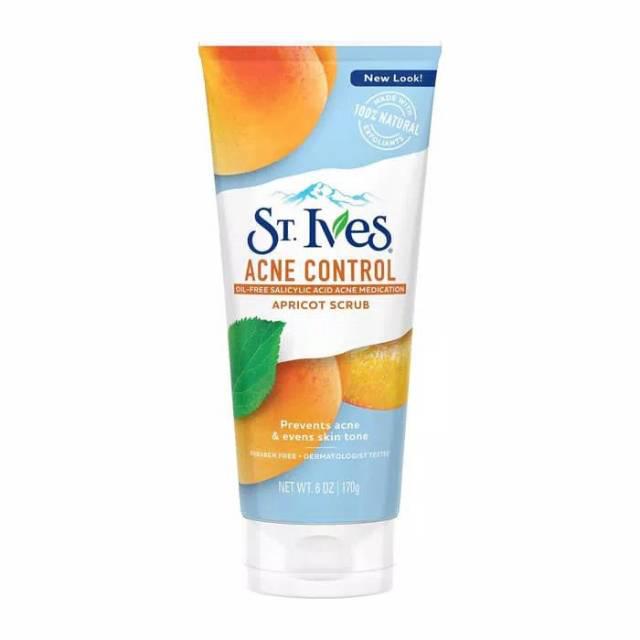 New Look!
MADE WITH
100% NATURAL
EXFOLIANTS
ST. IVES®
ACNE CONTROL
OIL-FREE SALICYLIC ACID ACNE MEDICATION
APRICOT SCRUB
Prevents acne
& evens skin tone
PARABEN FREE • DERMATOLOGIST TESTED
NET WT. 6 OZ | 170g